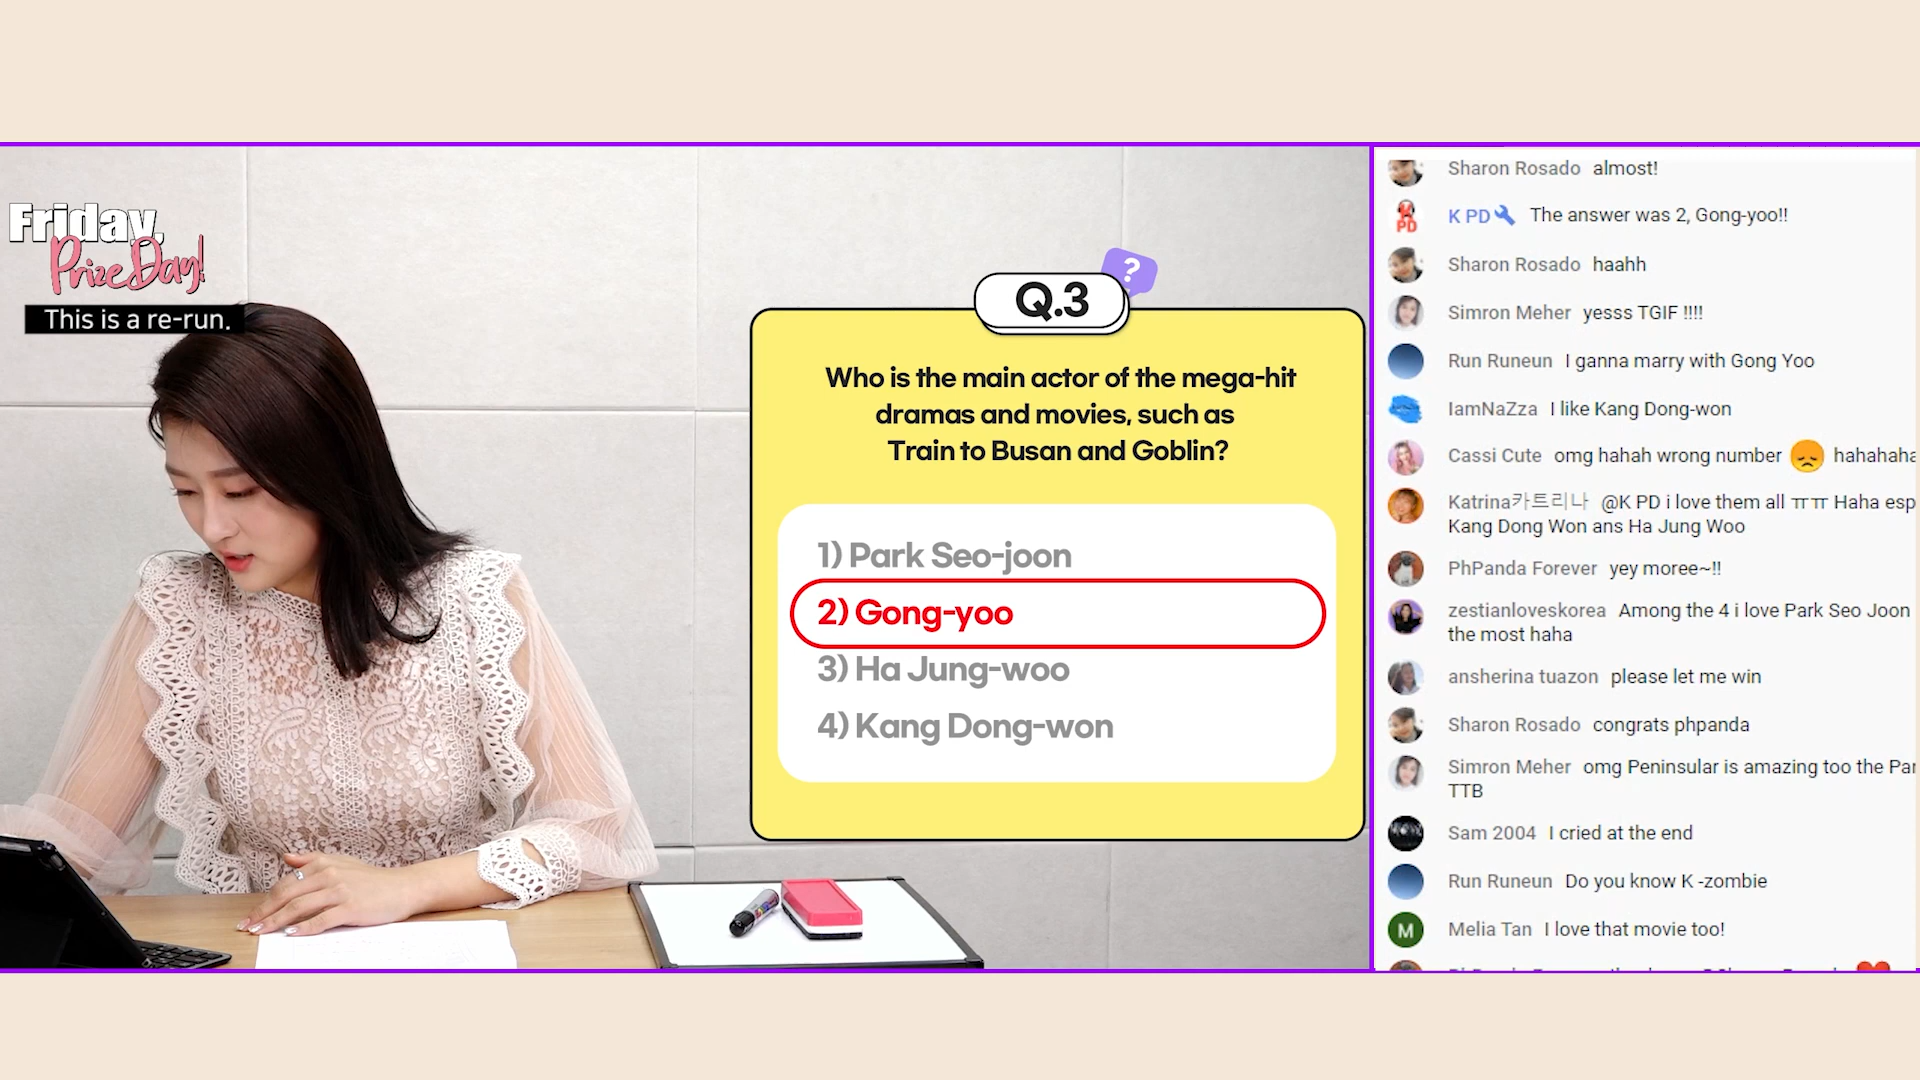 Friday,
Prize Day!
This is a re-run.
?
Q.3
Who is the main actor of the mega-hit
dramas and movies, such as
Train to Busan and Goblin?
1) Park Seo-joon
2) Gong-yoo
3) Ha Jung-woo
4) Kang Dong-won
Sharon Rosado almost!
PD
K PD The answer was 2, Gong-yoo!!
Sharon Rosado haahh
Simron Meher yesss TGIF !!!!
Run Runeun I ganna marry with Gong Yoo
IamNaZza I like Kang Dong-won
Cassi Cute omg hahah wrong number 😞 hahahaha
Katrina카트리나 @K PD i love them all ㅠㅠ Haha esp
Kang Dong Won ans Ha Jung Woo
PhPanda Forever yey moree~!!
zestianloveskorea Among the 4 i love Park Seo Joon
the most haha
ansherina tuazon please let me win
Sharon Rosado congrats phpanda
Simron Meher omg Peninsular is amazing too the Par
TTB
Sam 2004 I cried at the end
Run Runeun Do you know K -zombie
M
Melia Tan I love that movie too!